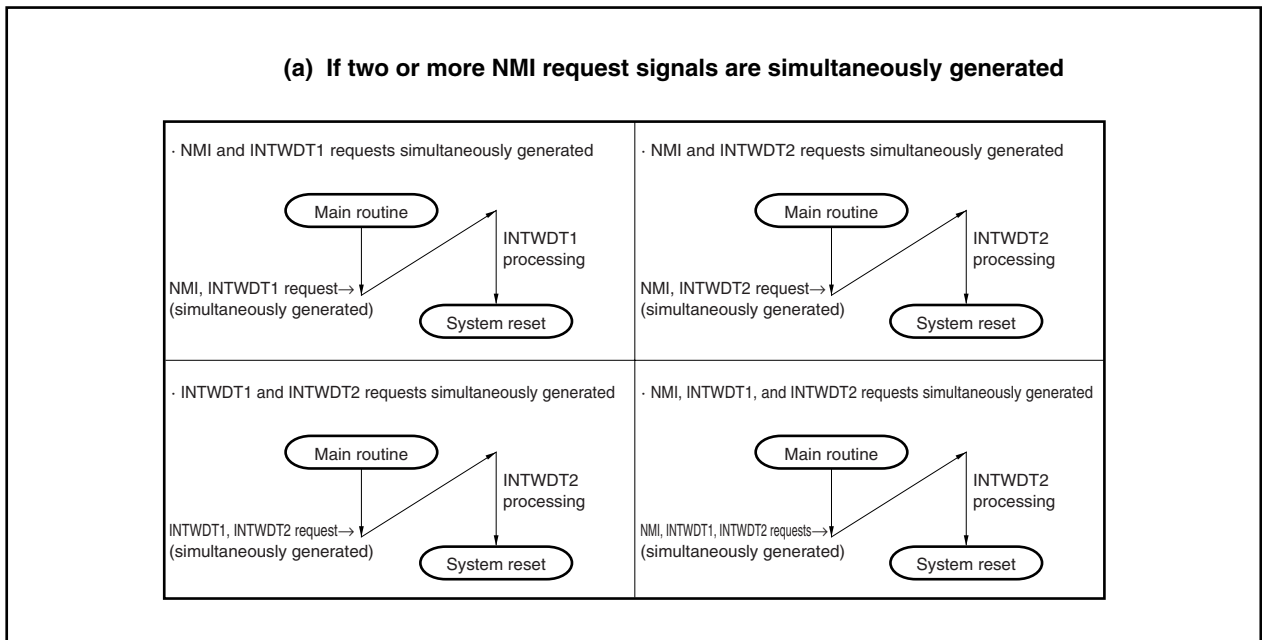 (a) If two or more NMI request signals are simultaneously generated
· NMI and INTWDT1 requests simultaneously generated
Main routine
INTWDT1
processing
NMI, INTWDT1 request→
(simultaneously generated)
System reset
· NMI and INTWDT2 requests simultaneously generated
Main routine
INTWDT2
processing
NMI, INTWDT2 request→
(simultaneously generated)
System reset
· INTWDT1 and INTWDT2 requests simultaneously generated
Main routine
INTWDT2
processing
INTWDT1, INTWDT2 request→
(simultaneously generated)
System reset
· NMI, INTWDT1, and INTWDT2 requests simultaneously generated
Main routine
INTWDT2
processing
NMI, INTWDT1, INTWDT2 requests→
(simultaneously generated)
System reset